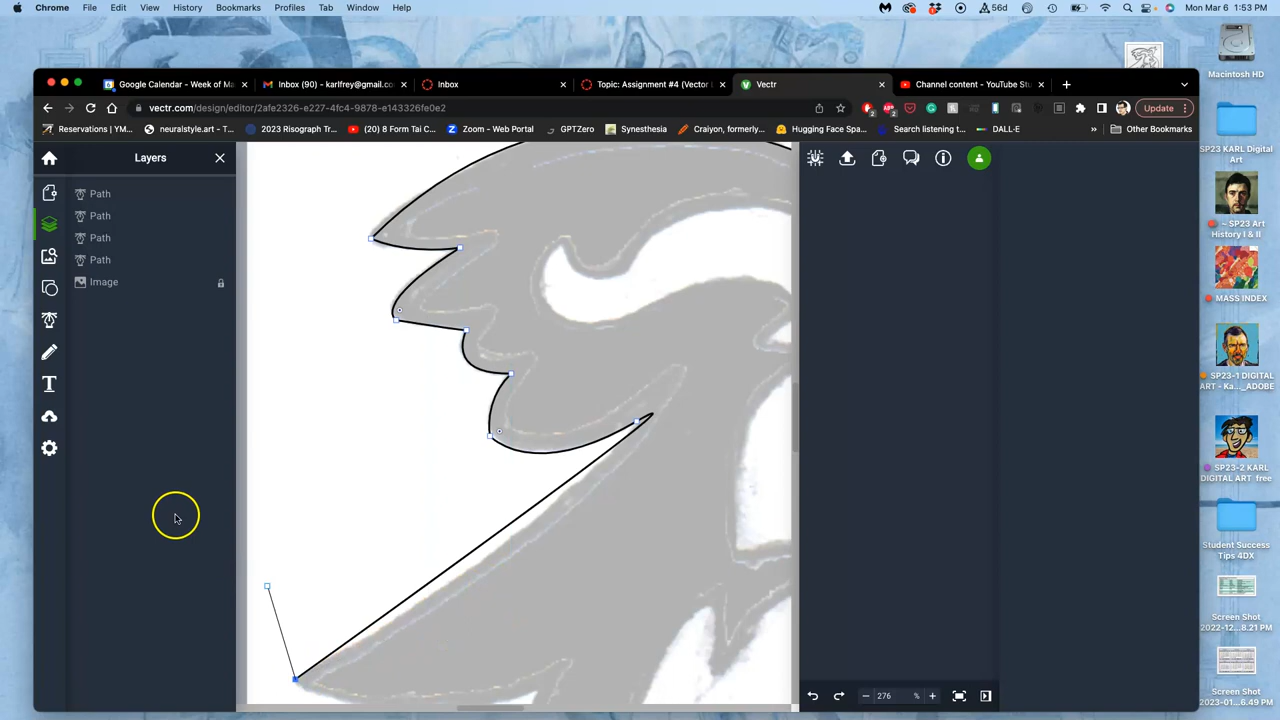 Chrome File Edit View History Bookmarks Profiles Tab Window Help 56d Mon Mar 6 1:53 PM
Google Calendar - Week of Ma Inbox (90) - karlfrey@gmail.co Inbox Topic: Assignment #4 (Vector L Vectr Channel content - YouTube Stu
vectr.com/design/editor/2afe2326-e227-4fc4-9878-e143326fe0e2 Update
Reservations | YM... neuralstyle.art - Tr... 2023 Risograph Tr... (20) 8 Form Tai C... Zoom - Web Portal GPTZero Synesthesia Craiyon, formerly... Hugging Face Spa... Search listening t... DALL-E Other Bookmarks
Layers
Path
Path
Path
Path
Image
276 %
Macintosh HD
SP23 KARL Digital
Art
~ SP23 Art
History I & II
MASS INDEX
SP23-1 DIGITAL
ART - Ka..._ADOBE
SP23-2 KARL
DIGITAL ART free
Student Success
Tips 4DX
Screen Shot
2022-12...8.21 PM
Screen Shot
2023-01...6.49 PM